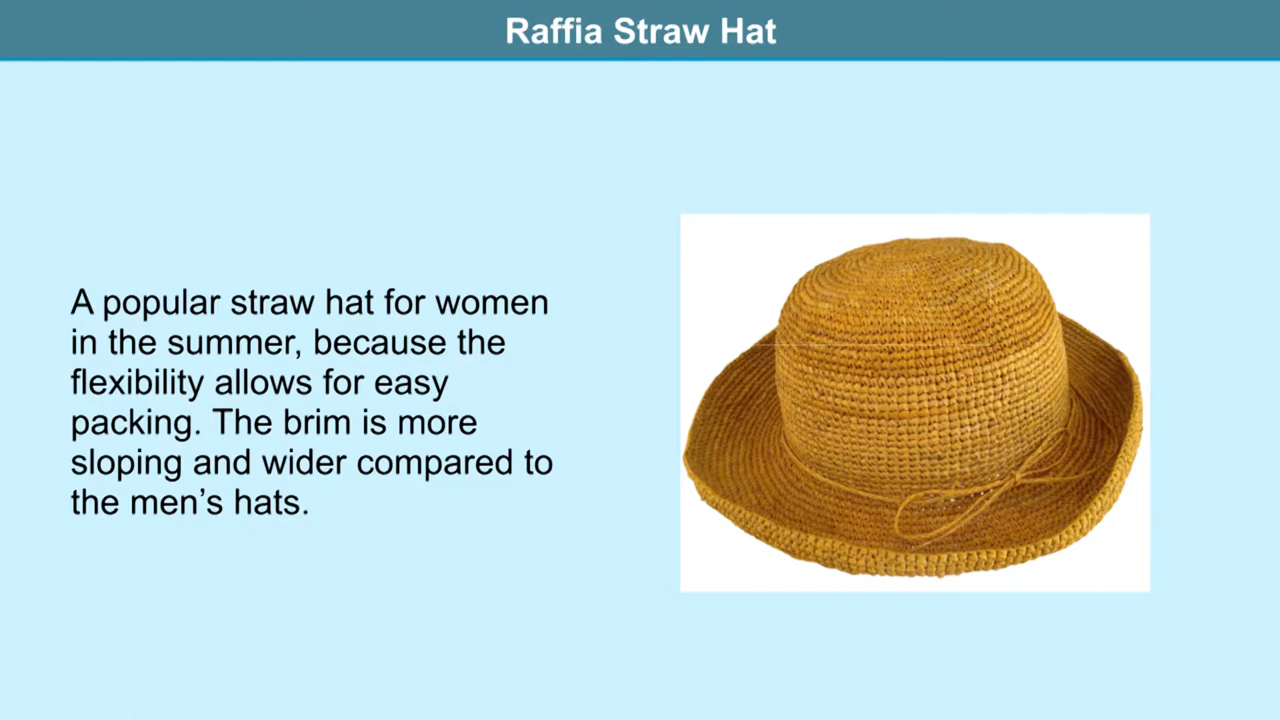 Raffia Straw Hat
A popular straw hat for women
in the summer, because the
flexibility allows for easy
packing. The brim is more
sloping and wider compared to
the men’s hats.